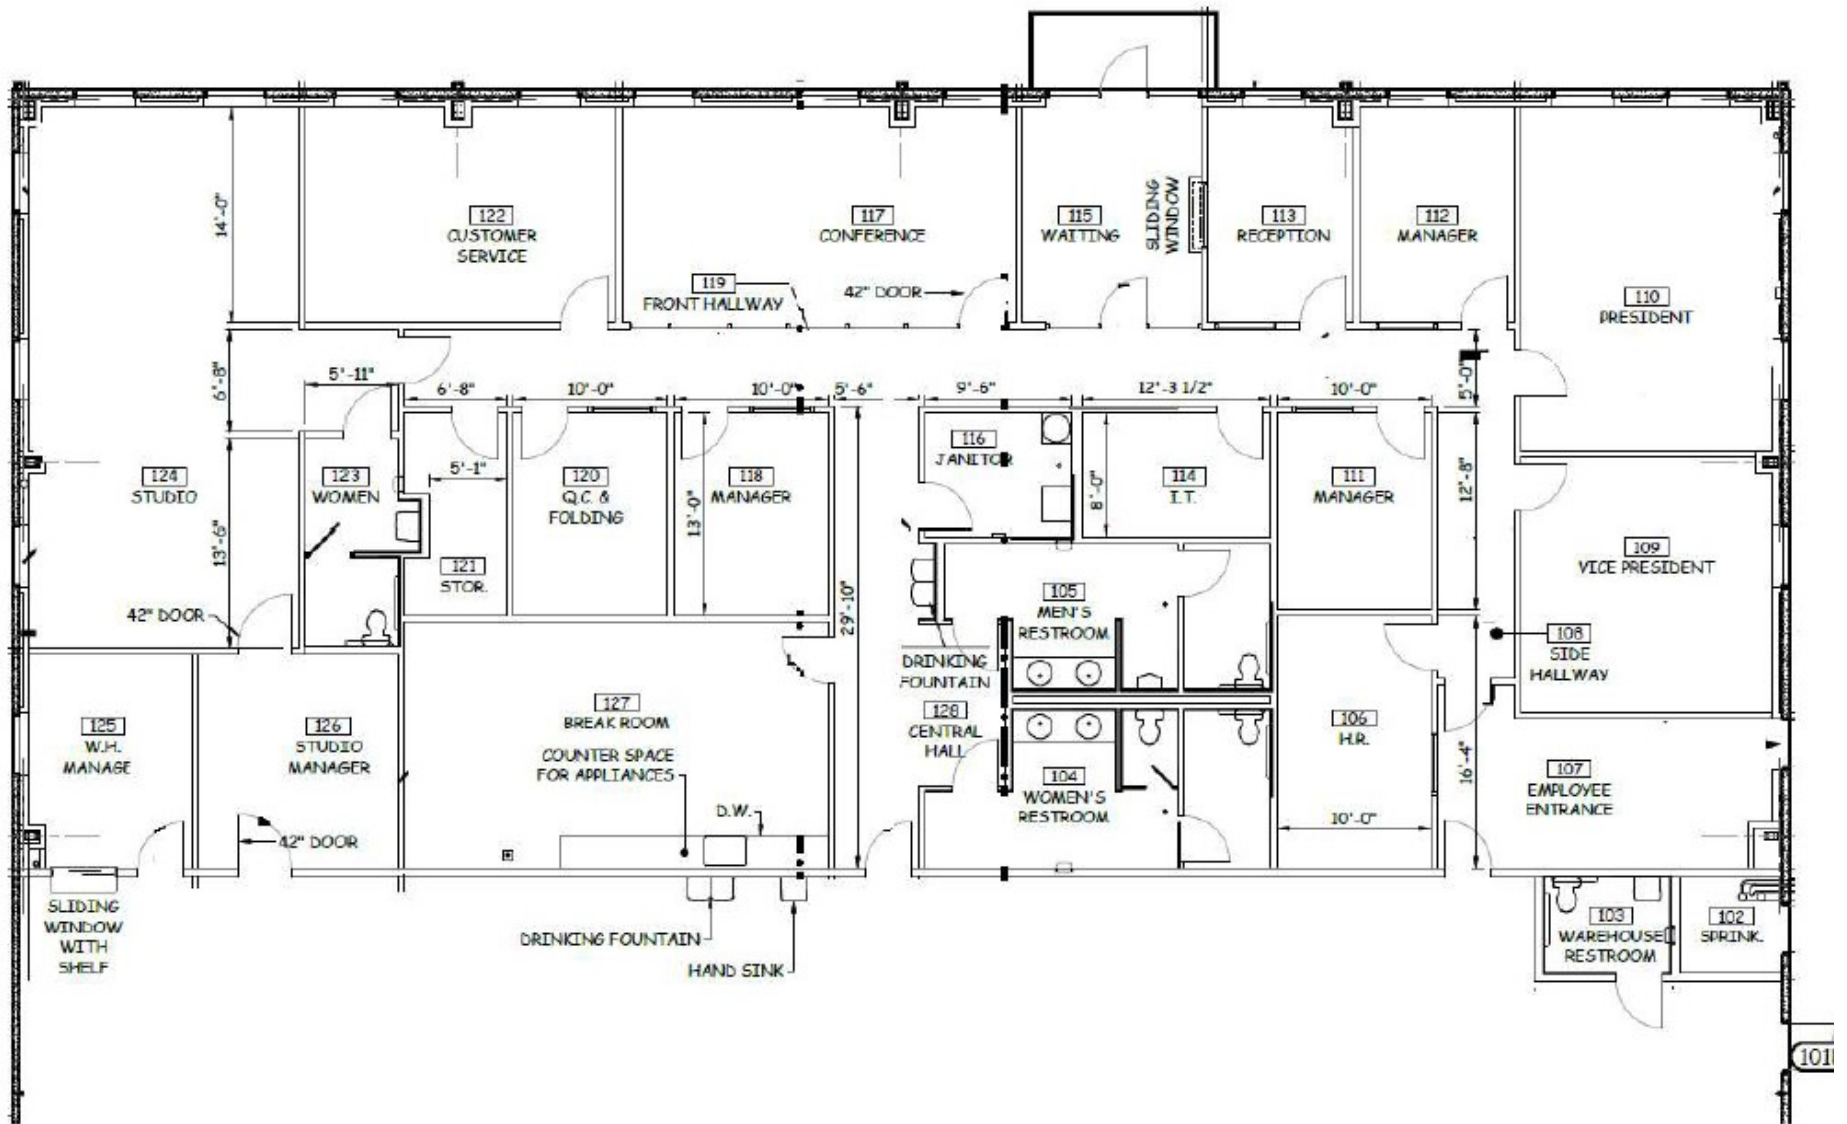 122
CUSTOMER
SERVICE
117
CONFERENCE
115
WAITING
SLIDING
WINDOW
113
RECEPTION
112
MANAGER
14'-0"
119
FRONT HALLWAY
42" DOOR
110
PRESIDENT
6'-8"
5'-11"
6'-8"
10'-0"
10'-0"
5'-6"
9'-6"
12'-3 1/2"
10'-0"
5'-0"
124
STUDIO
123
WOMEN
5'-1"
121
STOR.
120
Q.C. &
FOLDING
118
MANAGER
13'-0"
116
JANITOR
8'-0"
114
I.T.
111
MANAGER
12'-8"
109
VICE PRESIDENT
13'-6"
42" DOOR
29'-10"
105
MEN'S
RESTROOM
108
SIDE
HALLWAY
DRINKING
FOUNTAIN
125
W.H.
MANAGE
126
STUDIO
MANAGER
127
BREAK ROOM
COUNTER SPACE
FOR APPLIANCES
D.W.
128
CENTRAL
HALL
104
WOMEN'S
RESTROOM
106
H.R.
10'-0"
16'-4"
107
EMPLOYEE
ENTRANCE
42" DOOR
SLIDING
WINDOW
WITH
SHELF
DRINKING FOUNTAIN
HAND SINK
103
WAREHOUSE
RESTROOM
102
SPRINK.